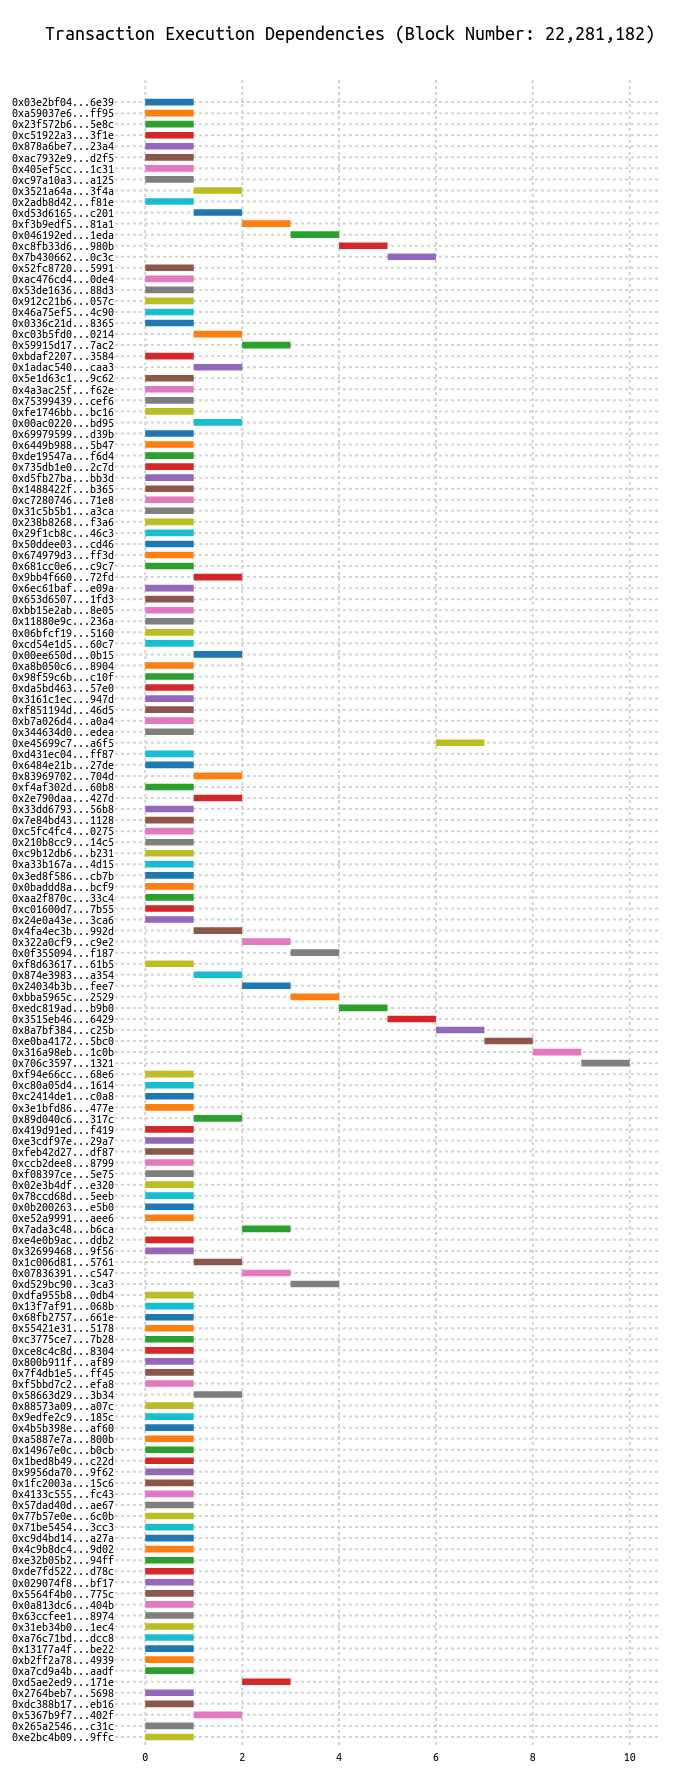 Transaction Execution Dependencies (Block Number: 22,281,182)
0x03e2bf04...6e39
0xa59037e6...ff95
0x23f572b6...5e8c
0xc51922a3...3f1e
0x878a6be7...23a4
0xac7932e9...d2f5
0x405ef5cc...1c31
0xc97a10a3...a125
0x3521a64a...3f4a
0x2adb8d42...f81e
0xd53d6165...c201
0xf3b9edf5...81a1
0x046192ed...1eda
0xc8fb33d6...980b
0x7b430662...0c3c
0x52fc8720...5991
0xac476cd4...0de4
0x53de1636...88d3
0x912c21b6...057c
0x46a75ef5...4c90
0x0336c21d...8365
0xc03b5fd0...0214
0x59915d17...7ac2
0xbdaf2207...3584
0x1adac540...caa3
0x5e1d63c1...9c62
0x4a3ac25f...f62e
0x75399439...cef6
0xfe1746bb...bc16
0x00ac0220...bd95
0x69979599...d39b
0x6449b988...5b47
0xde19547a...f6d4
0x735db1e0...2c7d
0xd5fb27ba...bb3d
0x1488422f...b365
0xc7280746...71e8
0x31c5b5b1...a3ca
0x238b8268...f3a6
0x29f1cb8c...46c3
0x50ddee03...cd46
0x674979d3...ff3d
0x681cc0e6...c9c7
0x9bb4f660...72fd
0x6ec61baf...e09a
0x653d6507...1fd3
0xbb15e2ab...8e05
0x11880e9c...236a
0x06bfcf19...5160
0xcd54e1d5...60c7
0x00ee650d...0b15
0xa8b050c6...8904
0x98f59c6b...c10f
0xda5bd463...57e0
0x3161c1ec...947d
0xf851194d...46d5
0xb7a026d4...a0a4
0x344634d0...edea
0xe45699c7...a6f5
0xd431ec04...ff87
0x6484e21b...27de
0x83969702...704d
0xf4af302d...60b8
0x2e790daa...427d
0x33dd6793...56b8
0x7e84bd43...1128
0xc5fc4fc4...0275
0x210b8cc9...14c5
0xc9b12db6...b231
0xa33b167a...4d15
0x3ed8f586...cb7b
0x0baddd8a...bcf9
0xaa2f870c...33c4
0xc01600d7...7b55
0x24e0a43e...3ca6
0x4fa4ec3b...992d
0x322a0cf9...c9e2
0x0f355094...f187
0xf8d63617...61b5
0x874e3983...a354
0x24034b3b...fee7
0xbba5965c...2529
0xedc819ad...b9b0
0x3515eb46...6429
0x8a7bf384...c25b
0xe0ba4172...5bc0
0x316a98eb...1c0b
0x706c3597...1321
0xf94e66cc...68e6
0xc80a05d4...1614
0xc2414de1...c0a8
0x3e1bfd86...477e
0x89d040c6...317c
0x419d91ed...f419
0xe3cdf97e...29a7
0xfeb42d27...df87
0xccb2dee8...8799
0xf08397ce...5e75
0x02e3b4df...e320
0x78ccd68d...5eeb
0x0b200263...e5b0
0xe52a9991...aee6
0x7ada3c48...b6ca
0xe4e0b9ac...ddb2
0x32699468...9f56
0x1c006d81...5761
0x07836391...c547
0xd529bc90...3ca3
0xdfa955b8...0db4
0x13f7af91...068b
0x68fb2757...661e
0x55421e31...5178
0xc3775ce7...7b28
0xce8c4c8d...8304
0x800b911f...af89
0x7f4db1e5...ff45
0xf5bbd7c2...efa8
0x58663d29...3b34
0x88573a09...a07c
0x9edfe2c9...185c
0x4b5b398e...af60
0xa5887e7a...800b
0x14967e0c...b0cb
0x1bed8b49...c22d
0x9956da70...9f62
0x1fc2003a...15c6
0x4133c555...fc43
0x57dad40d...ae67
0x77b57e0e...6c0b
0x71be5454...3cc3
0xc9d4bd14...a27a
0x4c9b8dc4...9d02
0xe32b05b2...94ff
0xde7fd522...d78c
0x029074f8...bf17
0x5564f4b0...775c
0x0a813dc6...404b
0x63ccfee1...8974
0x31eb34b0...1ec4
0xa76c71bd...dcc8
0x13177a4f...be22
0xb2ff2a78...4939
0xa7cd9a4b...aadf
0xd5ae2ed9...171e
0x2764beb7...5698
0xdc388b17...eb16
0x5367b9f7...402f
0x265a2546...c31c
0xe2bc4b09...9ffc
0 2 4 6 8 10